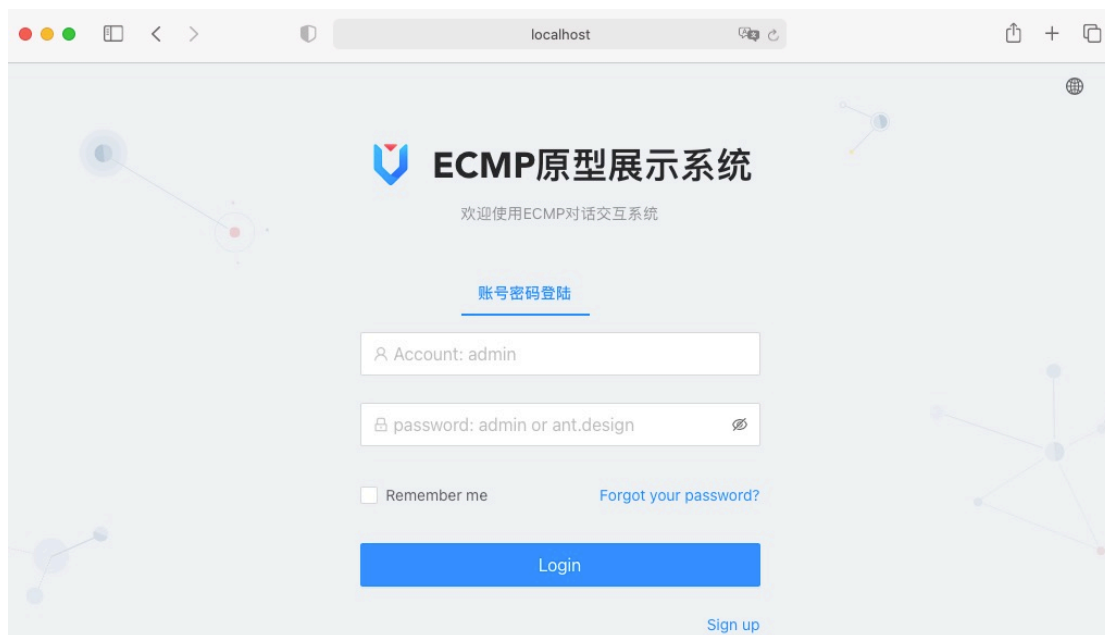 localhost
ECMP原型展示系统
欢迎使用ECMP对话交互系统
账号密码登陆
Account: admin
password: admin or ant.design
Remember me
Forgot your password?
Login
Sign up